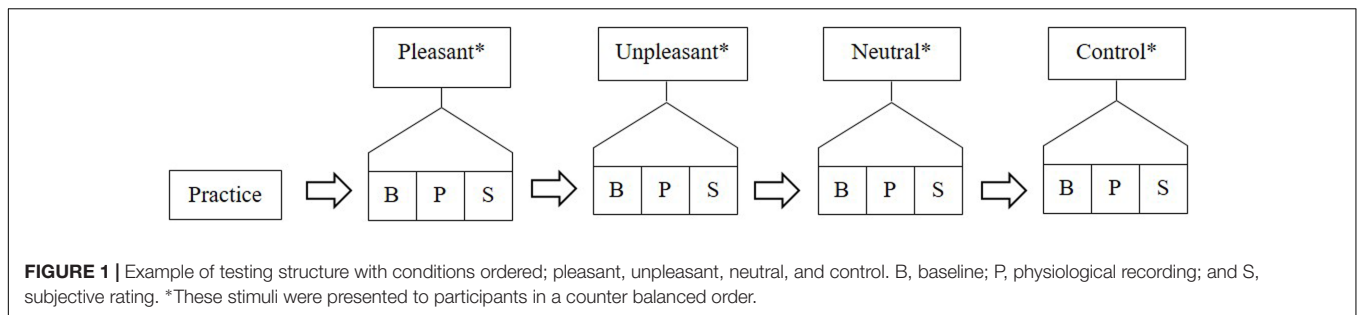 Pleasant* Unpleasant* Neutral* Control*
Practice B P S B P S B P S B P S
FIGURE 1 | Example of testing structure with conditions ordered; pleasant, unpleasant, neutral, and control. B, baseline; P, physiological recording; and S,
subjective rating. *These stimuli were presented to participants in a counter balanced order.